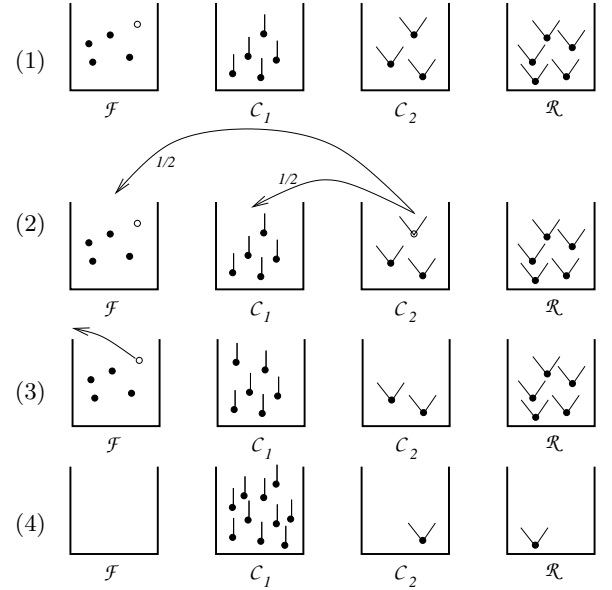 (1)
ℱ C₁ C₂ ℛ
1/2 1/2
(2)
ℱ C₁ C₂ ℛ
(3)
ℱ C₁ C₂ ℛ
(4)
ℱ C₁ C₂ ℛ